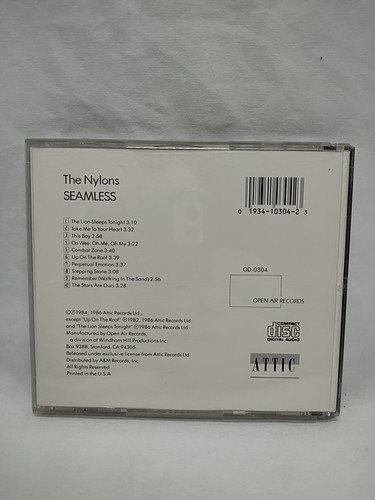 The Nylons
SEAMLESS
0 19341-0304-2 3
1 The Lion Sleeps Tonight 3:10
2 Take Me To Your Heart 3:32
3 This Boy 2:58
4 Oo Wee, Oh Me, Oh My 3:22
5 Combat Zone 3:40
6 Up On The Roof 3:39
7 Perpetual Emotion 3:37
8 Stepping Stone 3:08
9 Remember (Walking In The Sand) 2:56
10 The Stars Are Ours 3:28
OD-0304
OPEN AIR RECORDS
©℗1984, 1986 Attic Records Ltd.,
except "Up On The Roof" ℗1982, 1986 Attic Records Ltd.
and "The Lion Sleeps Tonight" ℗1986 Attic Records Ltd.
Manufactured by Open Air Records,
a division of Windham Hill Productions Inc.
Box 9388, Stanford, CA 94305.
Released under exclusive license from Attic Records Ltd.
Distributed by A&M Records, Inc.
All Rights Reserved
Printed in the U.S.A.
COMPACT
disc
DIGITAL AUDIO
ATTIC